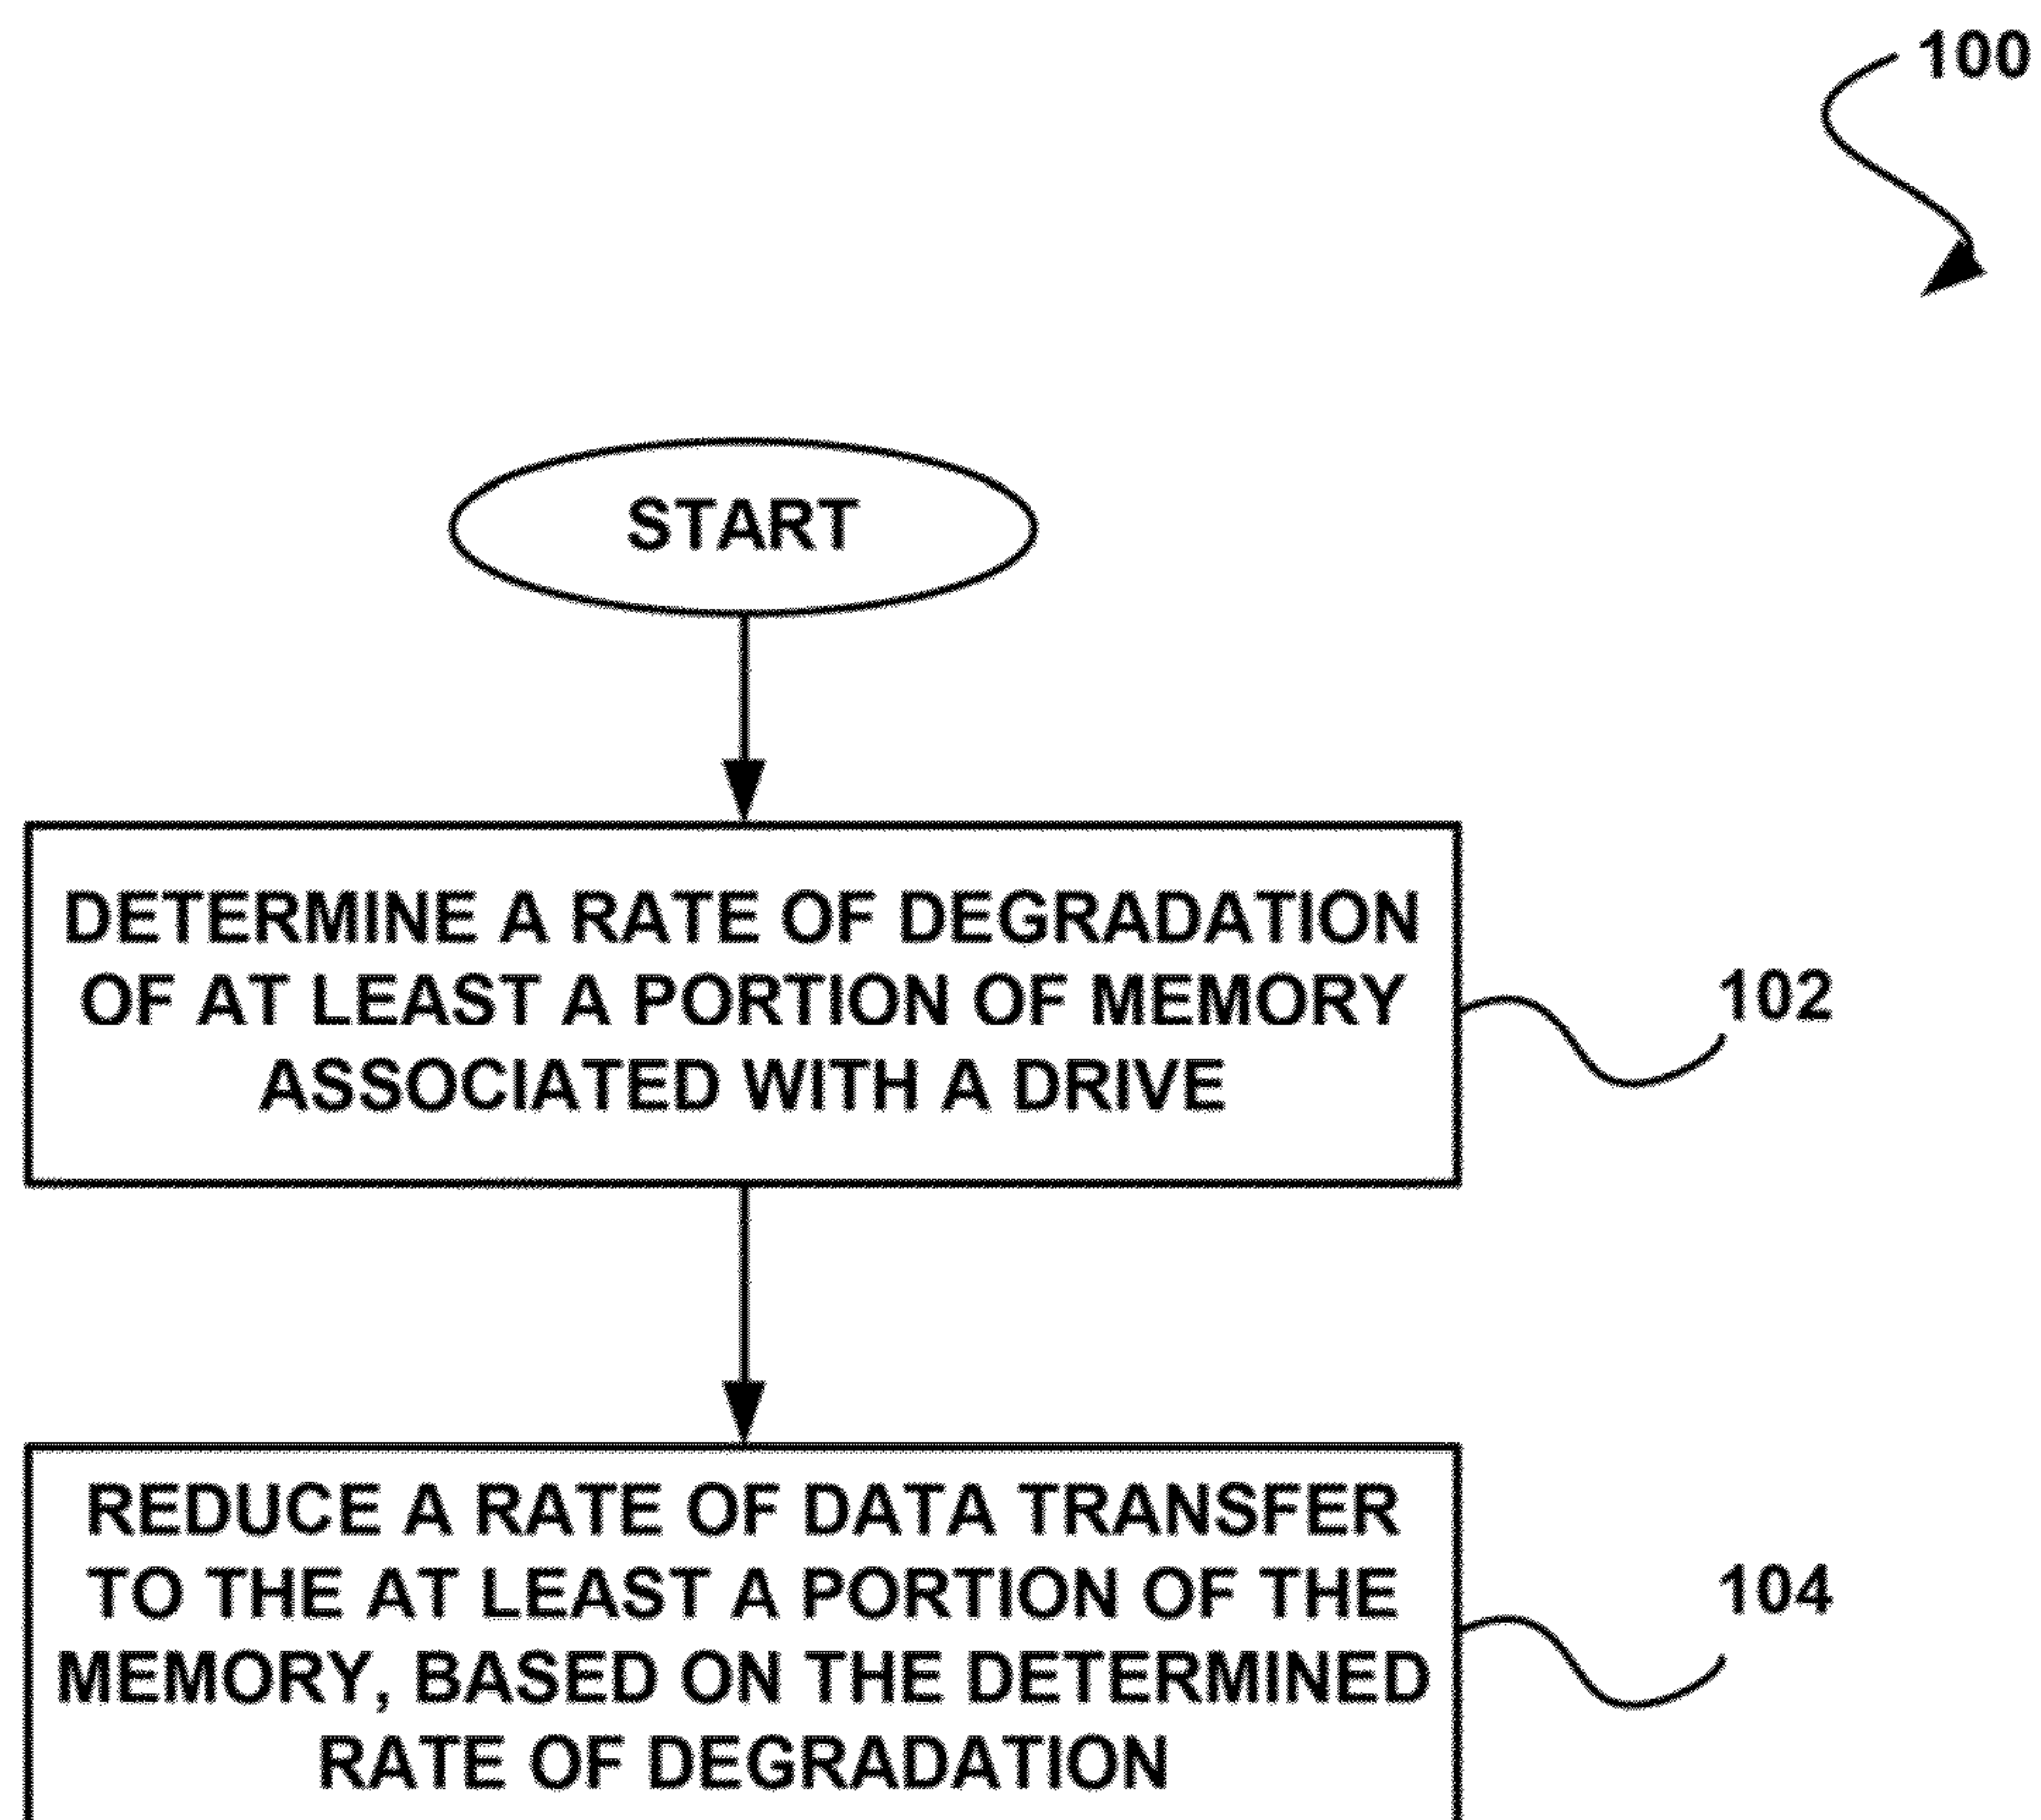 100
START
DETERMINE A RATE OF DEGRADATION
OF AT LEAST A PORTION OF MEMORY
ASSOCIATED WITH A DRIVE
102
REDUCE A RATE OF DATA TRANSFER
TO THE AT LEAST A PORTION OF THE
MEMORY, BASED ON THE DETERMINED
RATE OF DEGRADATION
104